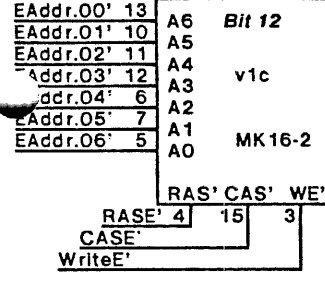 EAddr.00' 13 A6 Bit 12
EAddr.01' 10 A5
EAddr.02' 11 A4
EAddr.03' 12 A3 v1c
EAddr.04' 6 A2
EAddr.05' 7 A1
EAddr.06' 5 A0 MK16-2
RAS' CAS' WE'
RASE' 4 15 3
CASE'
WriteE'